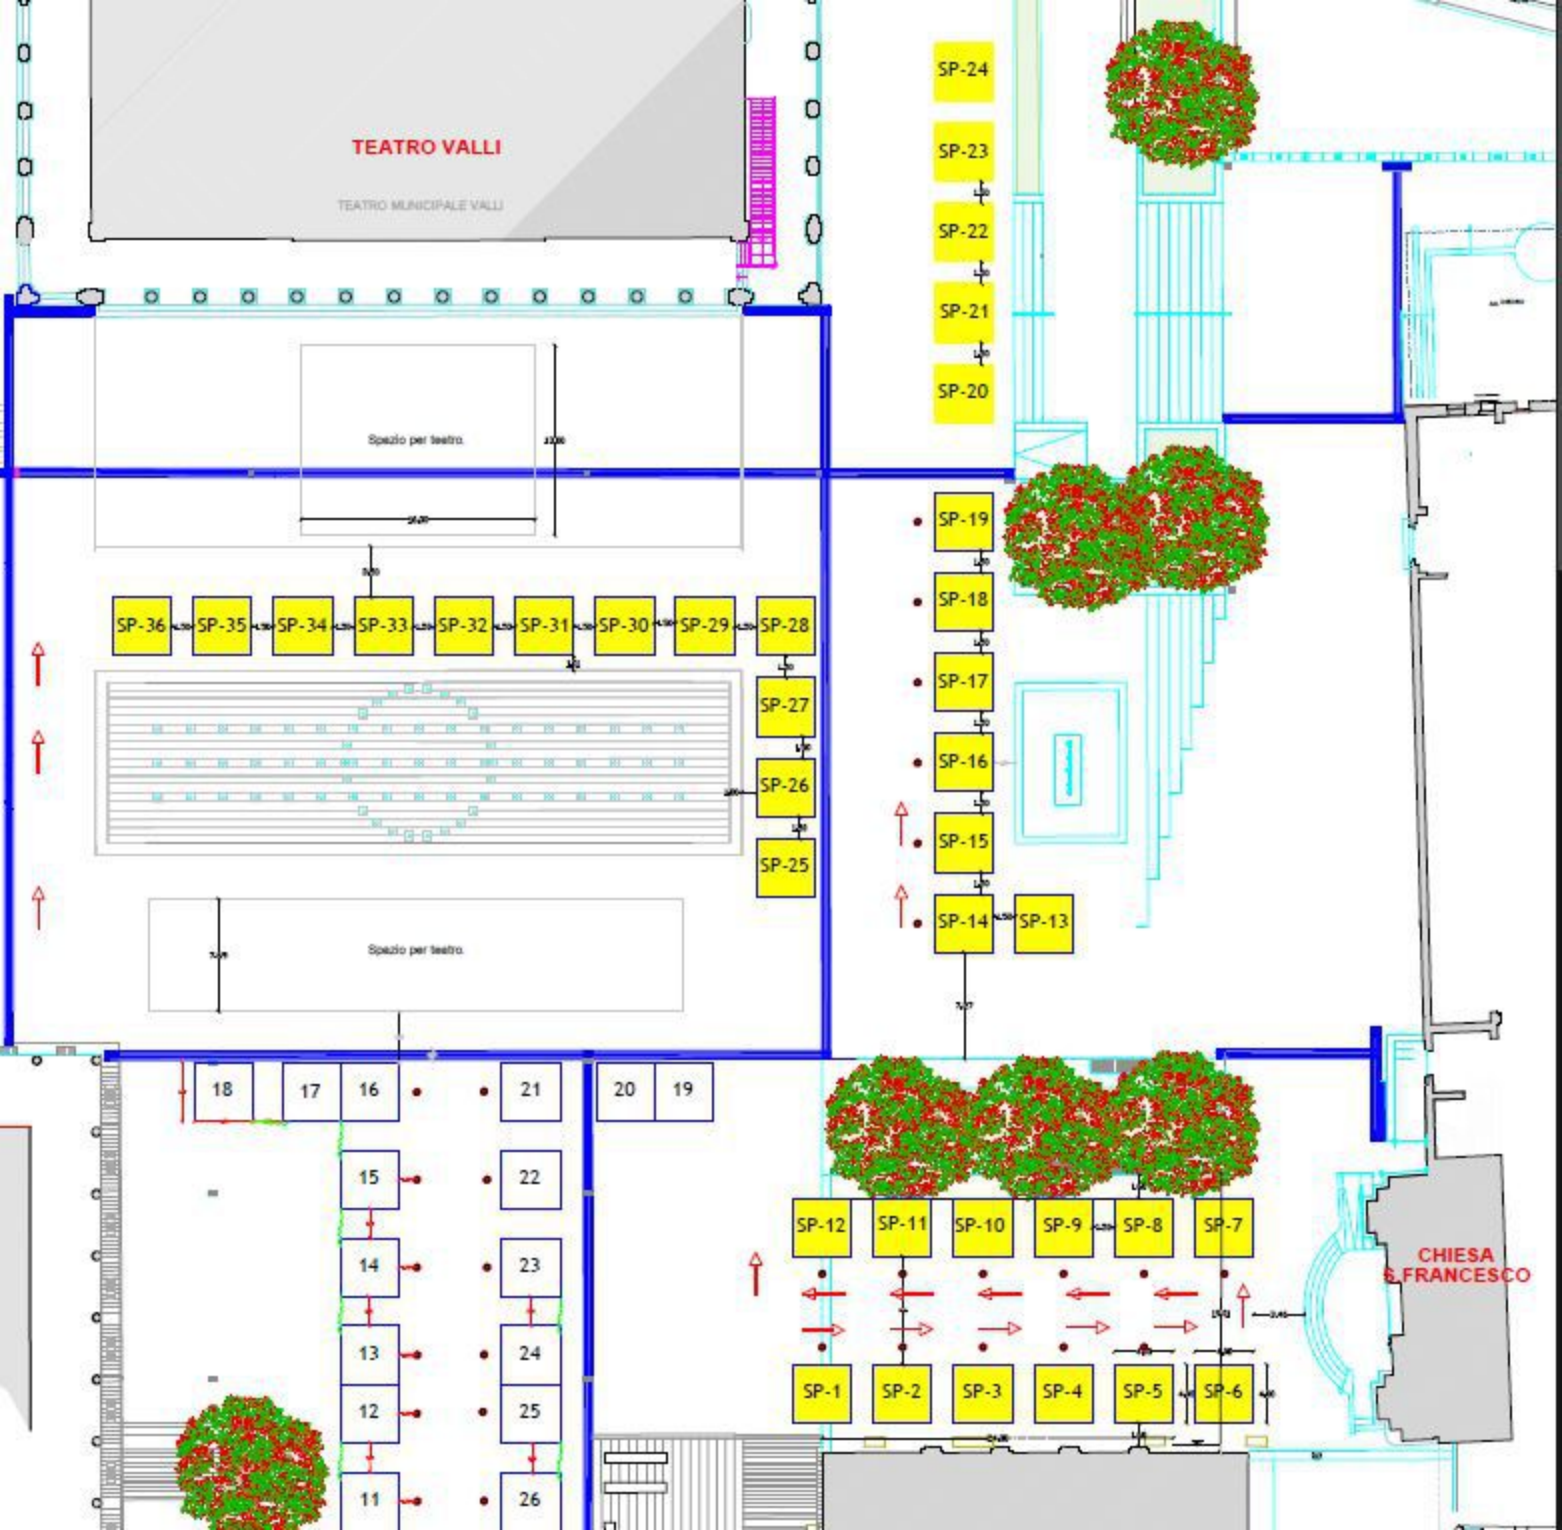 SP-24
TEATRO VALLI
SP-23
TEATRO MUNICIPALE VALLI
SP-22
SP-21
SP-20
Spazio per teatro.
SP-19
SP-18
SP-36 SP-35 SP-34 SP-33 SP-32 SP-31 SP-30 SP-29 SP-28
SP-17
SP-27
SP-16
SP-26
SP-15
SP-25
SP-14 SP-13
Spazio per teatro.
18 17 16 21 20 19
15 22
SP-12 SP-11 SP-10 SP-9 SP-8 SP-7
14 23
CHIESA
S.FRANCESCO
13 24
SP-1 SP-2 SP-3 SP-4 SP-5 SP-6
12 25
11 26